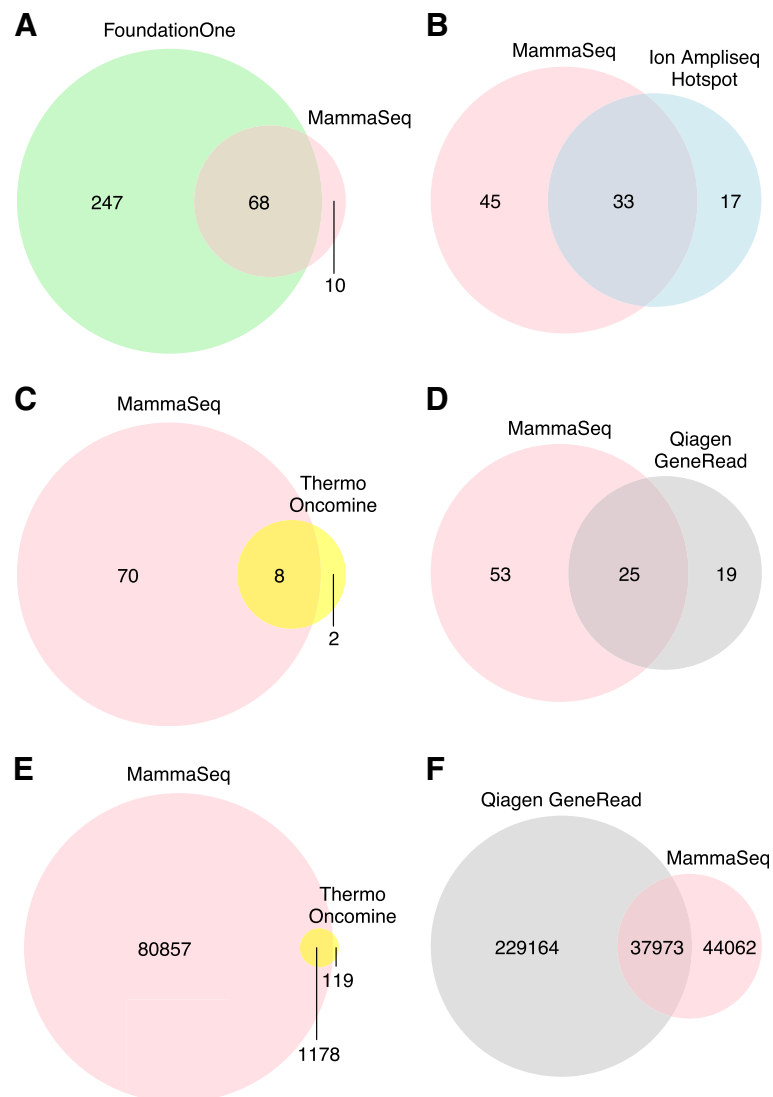 A
FoundationOne
MammaSeq
247
68
10
B
MammaSeq
Ion Ampliseq
Hotspot
45
33
17
C
MammaSeq
Thermo
Oncomine
70
8
2
D
MammaSeq
Qiagen
GeneRead
53
25
19
E
MammaSeq
Thermo
Oncomine
80857
119
1178
F
Qiagen GeneRead
MammaSeq
229164
37973
44062